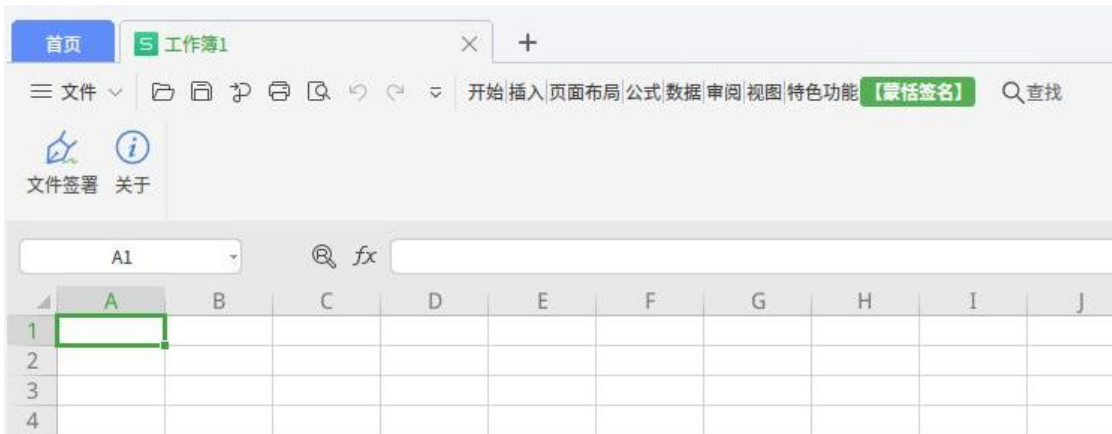 首页 S 工作簿1
文件 开始 插入 页面布局 公式 数据 审阅 视图 特色功能 【蒙恬签名】 查找
文件签署 关于
A1 fx
A B C D E F G H I J
1
2
3
4